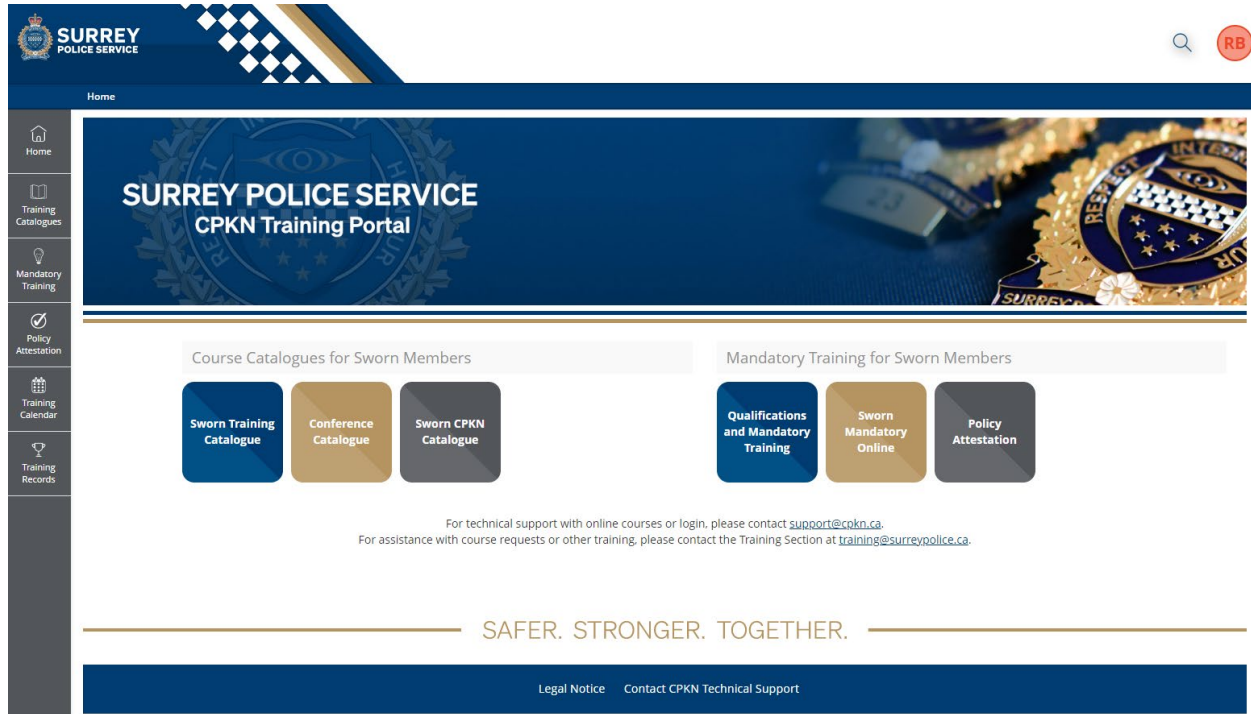 SURREY
POLICE SERVICE
RB
Home
Home
Training
Catalogues
Mandatory
Training
Policy
Attestation
Training
Calendar
Training
Records
SURREY POLICE SERVICE
CPKN Training Portal
INTEGR
RESPECT
23
SURREY
Course Catalogues for Sworn Members
Sworn Training
Catalogue
Conference
Catalogue
Sworn CPKN
Catalogue
Mandatory Training for Sworn Members
Qualifications
and Mandatory
Training
Sworn
Mandatory
Online
Policy
Attestation
For technical support with online courses or login, please contact support@cpkn.ca.
For assistance with course requests or other training, please contact the Training Section at training@surreypolice.ca.
SAFER. STRONGER. TOGETHER.
Legal Notice Contact CPKN Technical Support